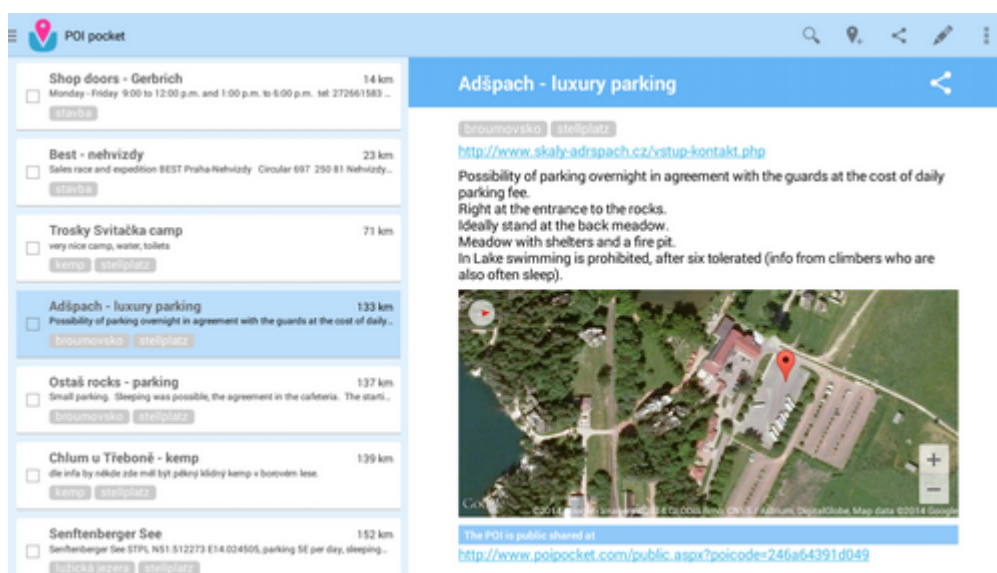 POI pocket
Shop doors - Gerbrich 14 km
Monday - Friday 9:00 to 12:00 p.m. and 1:00 p.m. to 6:00 p.m. tel: 272661583 ...
stavba
Best - nehvizdy 23 km
Sales race and expedition BEST Praha-Nehvizdy Circular 697 250 81 Nehvizdy...
stavba
Trosky Svitačka camp 71 km
very nice camp, water, toilets
kemp stellplatz
Adšpach - luxury parking 133 km
Possibility of parking overnight in agreement with the guards at the cost of daily...
broumovsko stellplatz
Ostaš rocks - parking 137 km
Small parking. Sleeping was possible, the agreement in the cafeteria. The starti...
broumovsko stellplatz
Chlum u Třeboně - kemp 139 km
dle infa by někde zde měl být pěkný klidný kemp v borovém lese.
kemp stellplatz
Senftenberger See 152 km
Senftenberger See STPL N51.512273 E14.024505, parking 5E per day, sleeping...
lužická jezera stellplatz
Adšpach - luxury parking
broumovsko stellplatz
http://www.skaly-adrspach.cz/vstup-kontakt.php
Possibility of parking overnight in agreement with the guards at the cost of daily
parking fee.
Right at the entrance to the rocks.
Ideally stand at the back meadow.
Meadow with shelters and a fire pit.
In Lake swimming is prohibited, after six tolerated (info from climbers who are
also often sleep).
+
−
Google
DigitalGlobe, Map data ©2014 Google
The POI is public shared at
http://www.poipocket.com/public.aspx?poicode=246a64391d049